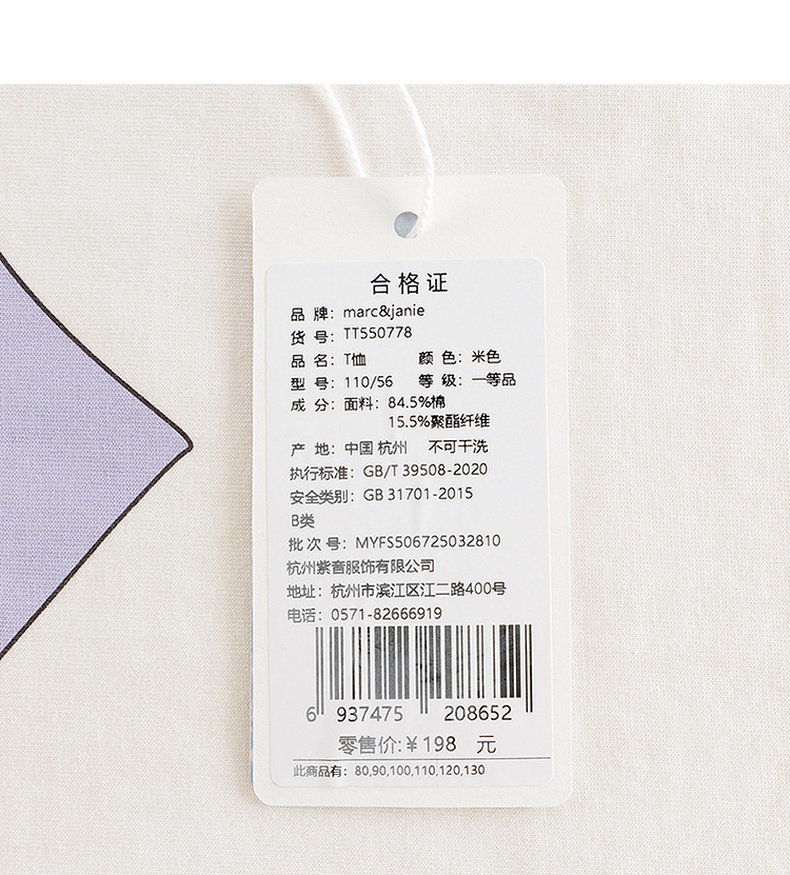 合格证
品 牌: marc&janie
货 号: TT550778
品 名: T恤 颜 色: 米色
型 号: 110/56 等 级: 一等品
成 分: 面料: 84.5%棉
15.5%聚酯纤维
产 地: 中国 杭州 不可干洗
执行标准: GB/T 39508-2020
安全类别: GB 31701-2015
B类
批 次 号: MYFS506725032810
杭州紫音服饰有限公司
地址: 杭州市滨江区江二路400号
电话: 0571-82666919
6 937475 208652
零售价:¥198 元
此商品有: 80,90,100,110,120,130